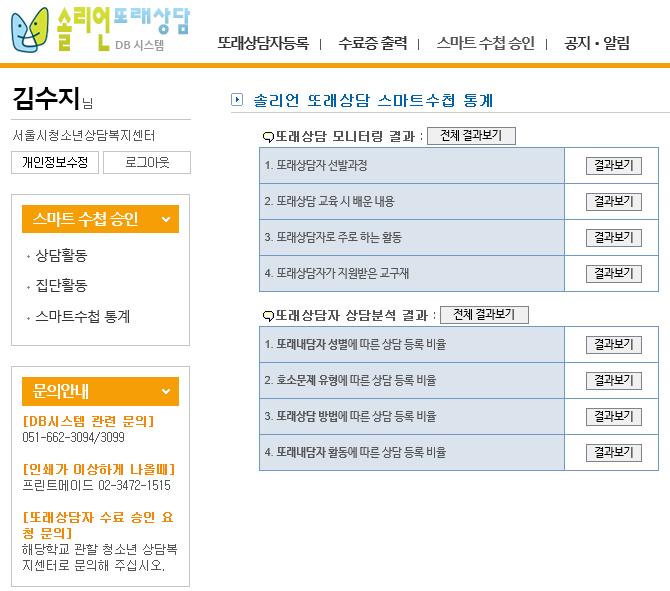 솔리언또래상담
DB 시스템
또래상담자등록 | 수료증 출력 | 스마트 수첩 승인 | 공지·알림
김수지님
서울시청소년상담복지센터
개인정보수정 로그아웃
스마트 수첩 승인
상담활동
집단활동
스마트수첩 통계
문의안내
[DB시스템 관련 문의]
051-662-3094/3099
[인쇄가 이상하게 나올때]
프린트메이드 02-3472-1515
[또래상담자 수료 승인 요
청 문의]
해당학교 관할 청소년 상담복
지센터로 문의해 주십시오.
솔리언 또래상담 스마트수첩 통계
또래상담 모니터링 결과 : 전체 결과보기
1. 또래상담자 선발과정 결과보기
2. 또래상담 교육 시 배운 내용 결과보기
3. 또래상담자로 주로 하는 활동 결과보기
4. 또래상담자가 지원받은 교구재 결과보기
또래상담자 상담분석 결과 : 전체 결과보기
1. 또래내담자 성별에 따른 상담 등록 비율 결과보기
2. 호소문제 유형에 따른 상담 등록 비율 결과보기
3. 또래상담 방법에 따른 상담 등록 비율 결과보기
4. 또래내담자 활동에 따른 상담 등록 비율 결과보기